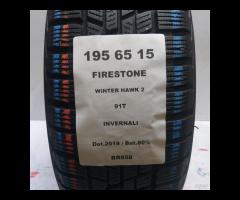 195 65 15
FIRESTONE
WINTER HAWK 2
91T
INVERNALI
Dot.2019 / Bat.80%
BR658